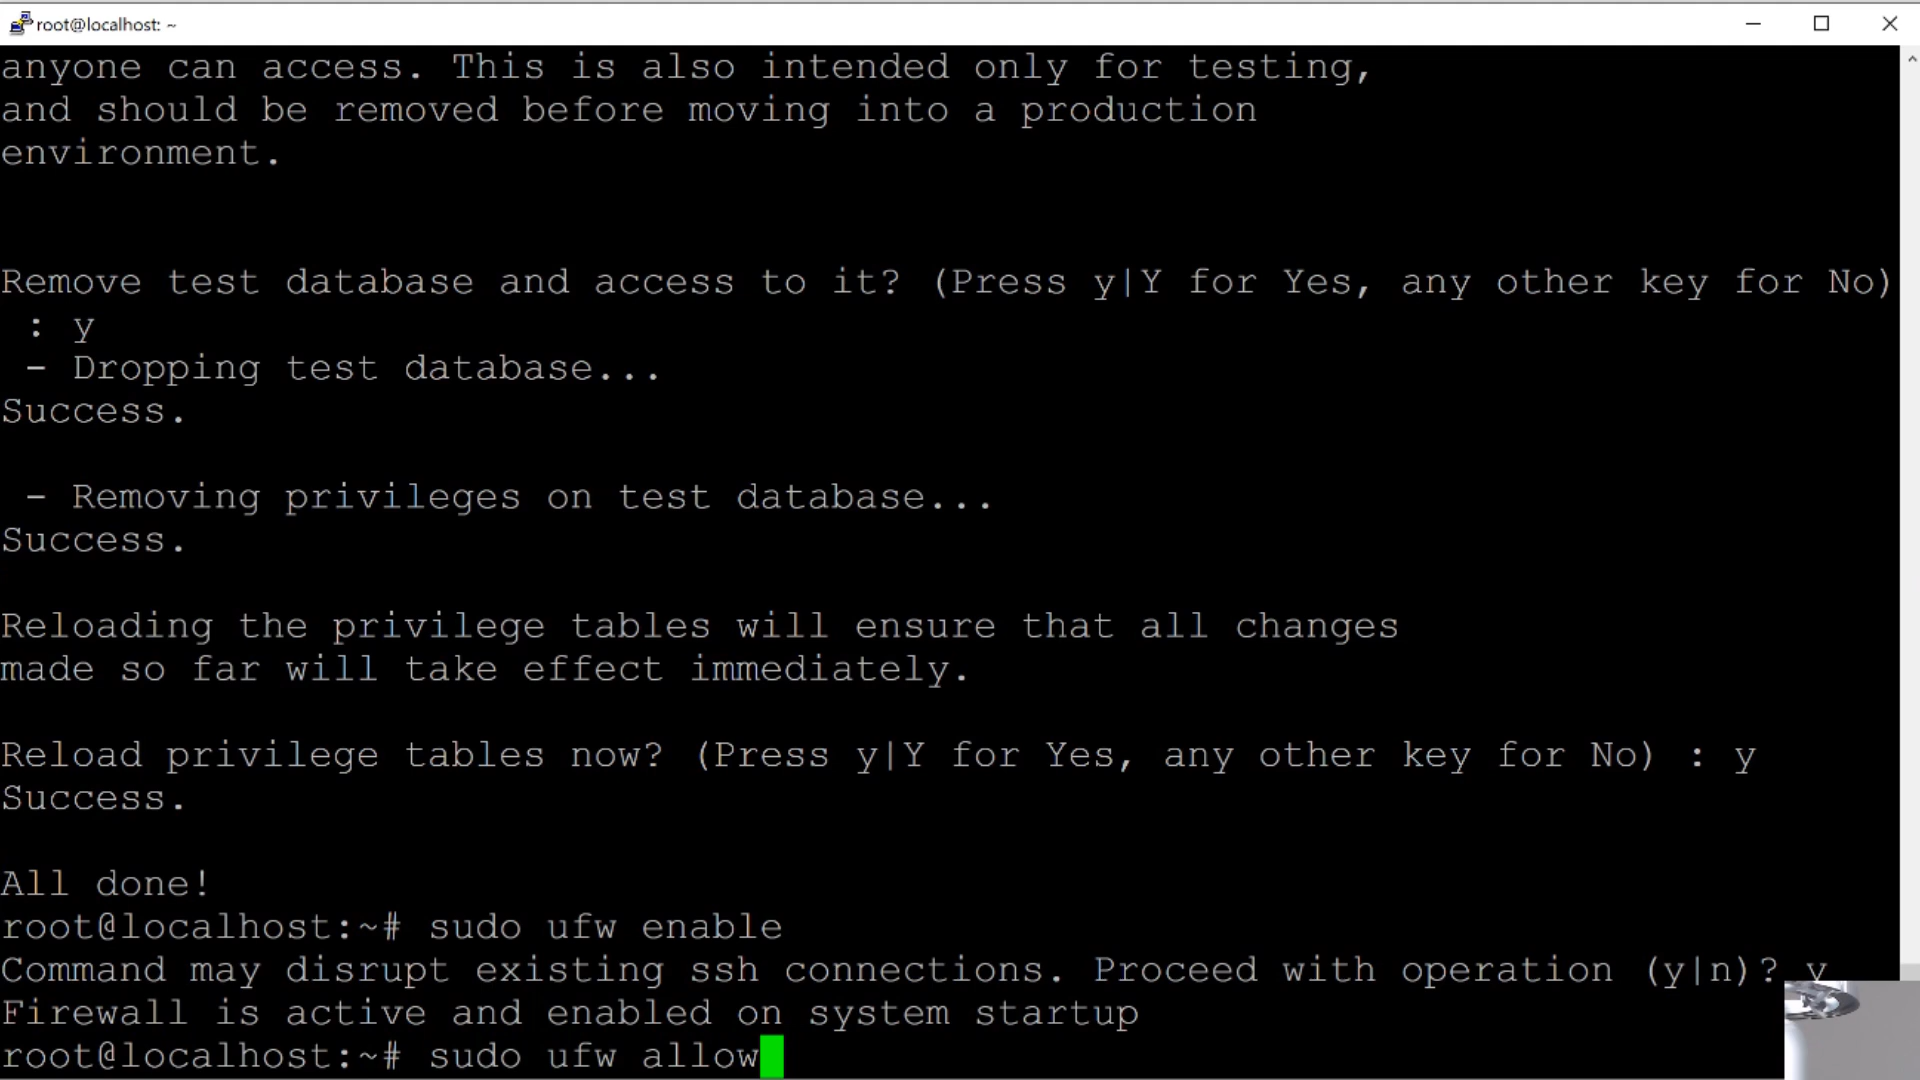 root@localhost: ~
anyone can access. This is also intended only for testing,
and should be removed before moving into a production
environment.
Remove test database and access to it? (Press y|Y for Yes, any other key for No)
: y
- Dropping test database...
Success.
- Removing privileges on test database...
Success.
Reloading the privilege tables will ensure that all changes
made so far will take effect immediately.
Reload privilege tables now? (Press y|Y for Yes, any other key for No) : y
Success.
All done!
root@localhost:~# sudo ufw enable
Command may disrupt existing ssh connections. Proceed with operation (y|n)? y
Firewall is active and enabled on system startup
root@localhost:~# sudo ufw allow